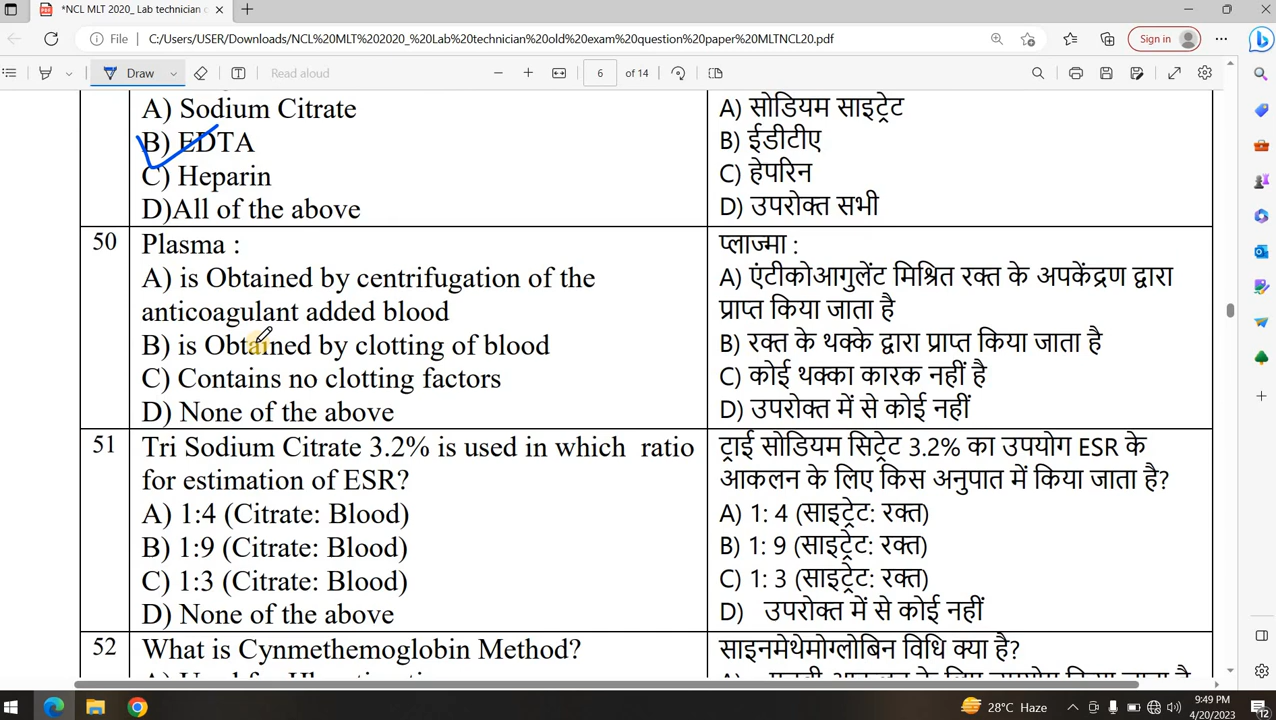 *NCL MLT 2020_ Lab technician o
File
C:/Users/USER/Downloads/NCL%20MLT%202020_%20Lab%20technician%20old%20exam%20question%20paper%20MLTNCL20.pdf
Sign in
Draw
Read aloud
6
of 14
A) Sodium Citrate
B) EDTA
C) Heparin
D)All of the above
A) सोडियम साइट्रेट
B) ईडीटीए
C) हेपरिन
D) उपरोक्त सभी
50
Plasma :
A) is Obtained by centrifugation of the
anticoagulant added blood
B) is Obtained by clotting of blood
C) Contains no clotting factors
D) None of the above
प्लाज्मा :
A) एंटीकोआगुलेंट मिश्रित रक्त के अपकेंद्रण द्वारा
प्राप्त किया जाता है
B) रक्त के थक्के द्वारा प्राप्त किया जाता है
C) कोई थक्का कारक नहीं है
D) उपरोक्त में से कोई नहीं
51
Tri Sodium Citrate 3.2% is used in which ratio
for estimation of ESR?
A) 1:4 (Citrate: Blood)
B) 1:9 (Citrate: Blood)
C) 1:3 (Citrate: Blood)
D) None of the above
ट्राई सोडियम सिट्रेट 3.2% का उपयोग ESR के
आकलन के लिए किस अनुपात में किया जाता है?
A) 1: 4 (साइट्रेट: रक्त)
B) 1: 9 (साइट्रेट: रक्त)
C) 1: 3 (साइट्रेट: रक्त)
D) उपरोक्त में से कोई नहीं
52
What is Cynmethemoglobin Method?
साइनमेथेमोग्लोबिन विधि क्या है?
28°C Haze
9:49 PM
4/20/2023
12